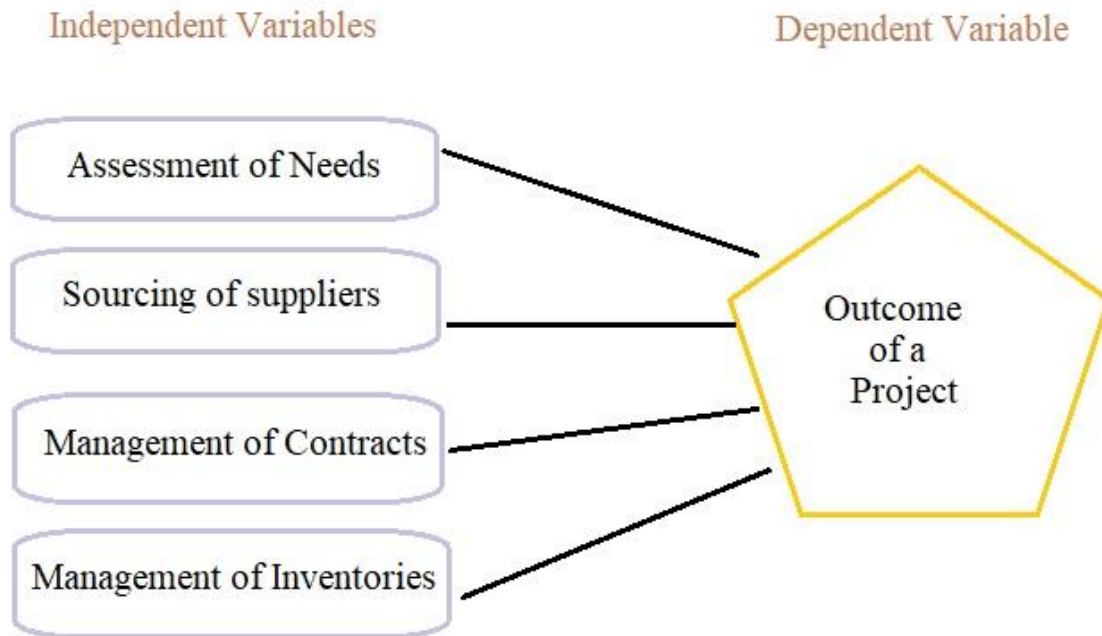 Independent Variables
Dependent Variable
Assessment of Needs
Sourcing of suppliers
Management of Contracts
Management of Inventories
Outcome
of a
Project